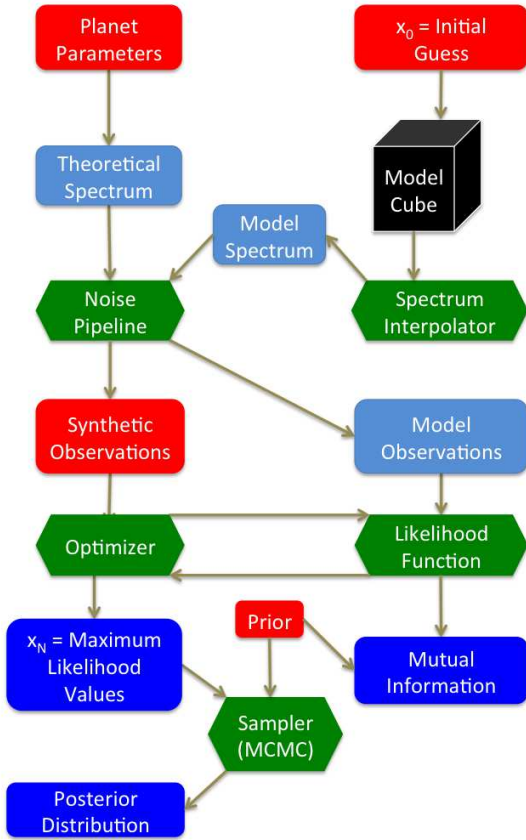 Planet
Parameters
x₀ = Initial
Guess
Theoretical
Spectrum
Model
Cube
Model
Spectrum
Noise
Pipeline
Spectrum
Interpolator
Synthetic
Observations
Model
Observations
Optimizer
Likelihood
Function
x_N = Maximum
Likelihood
Values
Prior
Mutual
Information
Sampler
(MCMC)
Posterior
Distribution